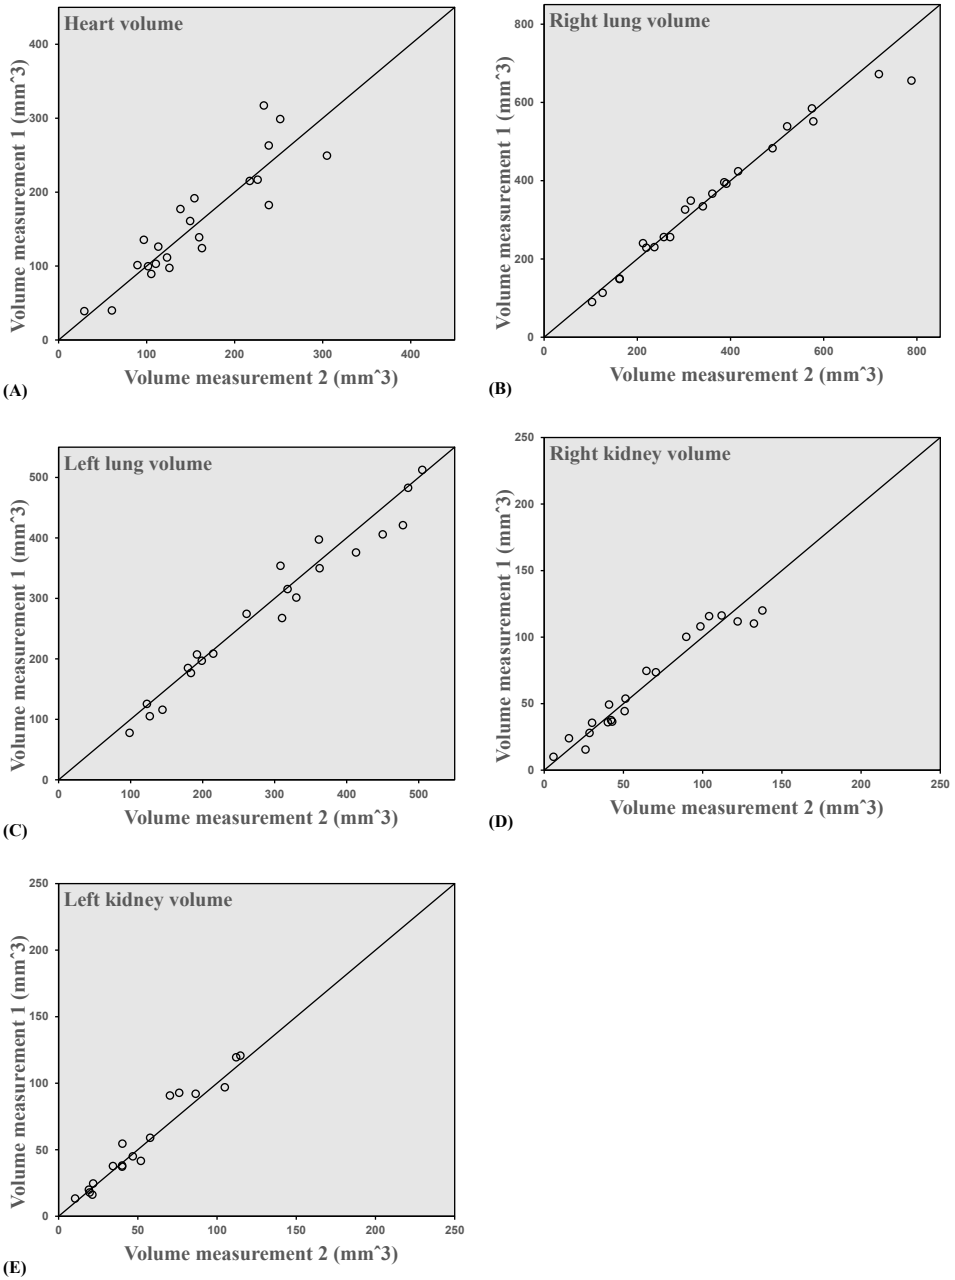 Heart volume
400
300
200
100
0
0 100 200 300 400
Volume measurement 1 (mm^3)
Volume measurement 2 (mm^3)
(A)
Right lung volume
800
600
400
200
0
0 200 400 600 800
Volume measurement 1 (mm^3)
Volume measurement 2 (mm^3)
(B)
Left lung volume
500
400
300
200
100
0
0 100 200 300 400 500
Volume measurement 1 (mm^3)
Volume measurement 2 (mm^3)
(C)
Right kidney volume
250
200
150
100
50
0
0 50 100 150 200 250
Volume measurement 1 (mm^3)
Volume measurement 2 (mm^3)
(D)
Left kidney volume
250
200
150
100
50
0
0 50 100 150 200 250
Volume measurement 1 (mm^3)
Volume measurement 2 (mm^3)
(E)